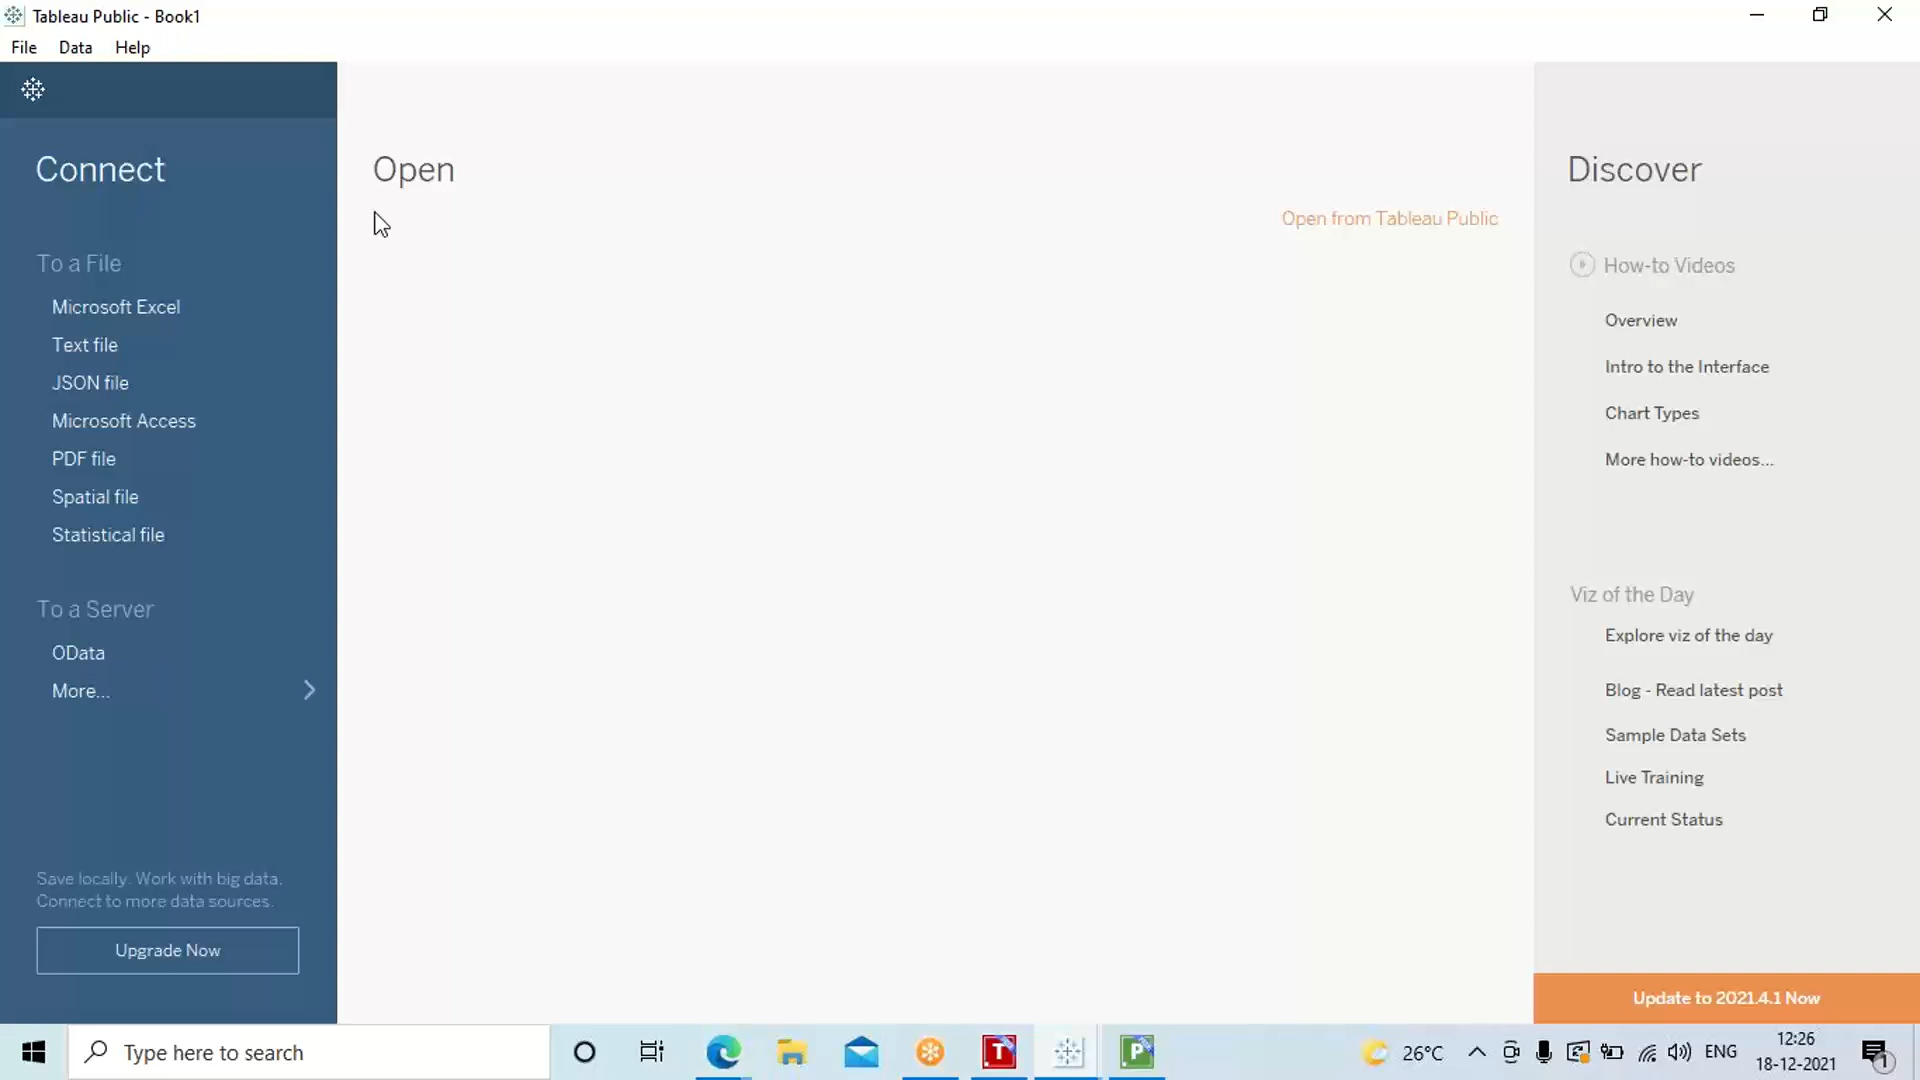 Tableau Public - Book1
File Data Help
Connect
To a File
Microsoft Excel
Text file
JSON file
Microsoft Access
PDF file
Spatial file
Statistical file
To a Server
OData
More...
Save locally. Work with big data.
Connect to more data sources.
Upgrade Now
Open
Open from Tableau Public
Discover
How-to Videos
Overview
Intro to the Interface
Chart Types
More how-to videos...
Viz of the Day
Explore viz of the day
Blog - Read latest post
Sample Data Sets
Live Training
Current Status
Update to 2021.4.1 Now
Type here to search
T
P
26°C
ENG
12:26
18-12-2021
1